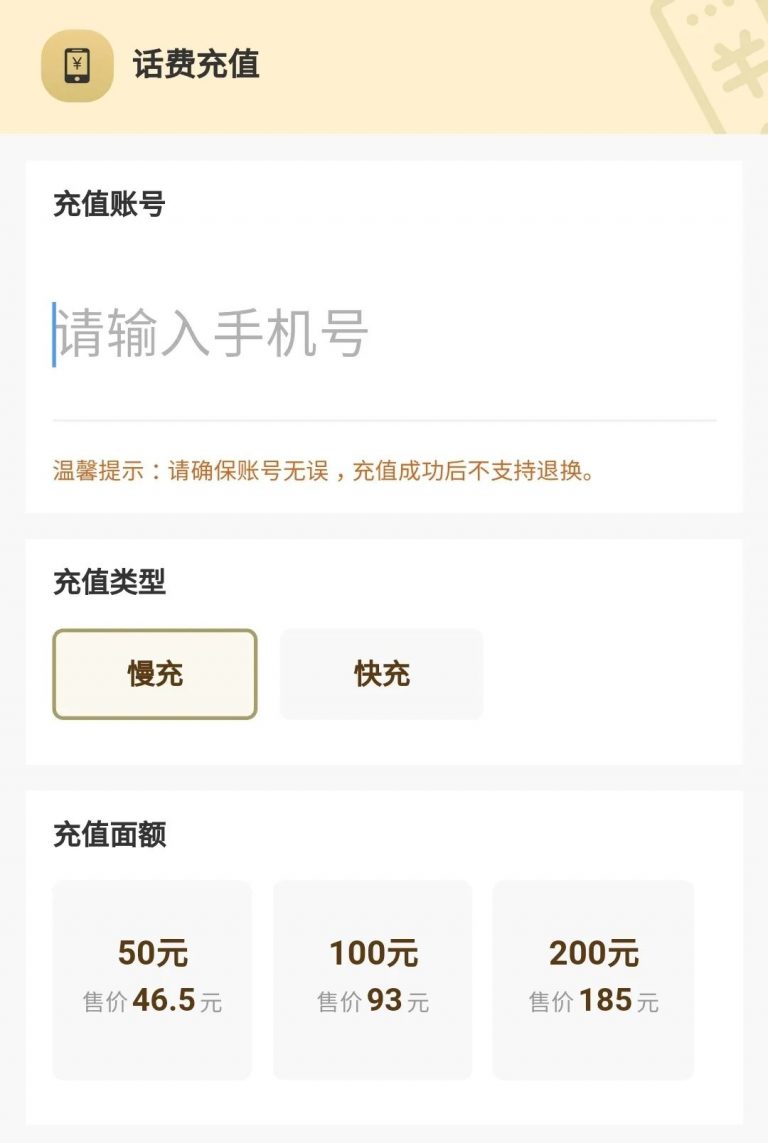 ¥
话费充值
¥
充值账号
请输入手机号
温馨提示：请确保账号无误，充值成功后不支持退换。
充值类型
慢充 快充
充值面额
50元 100元 200元
售价 46.5 元 售价 93 元 售价 185 元